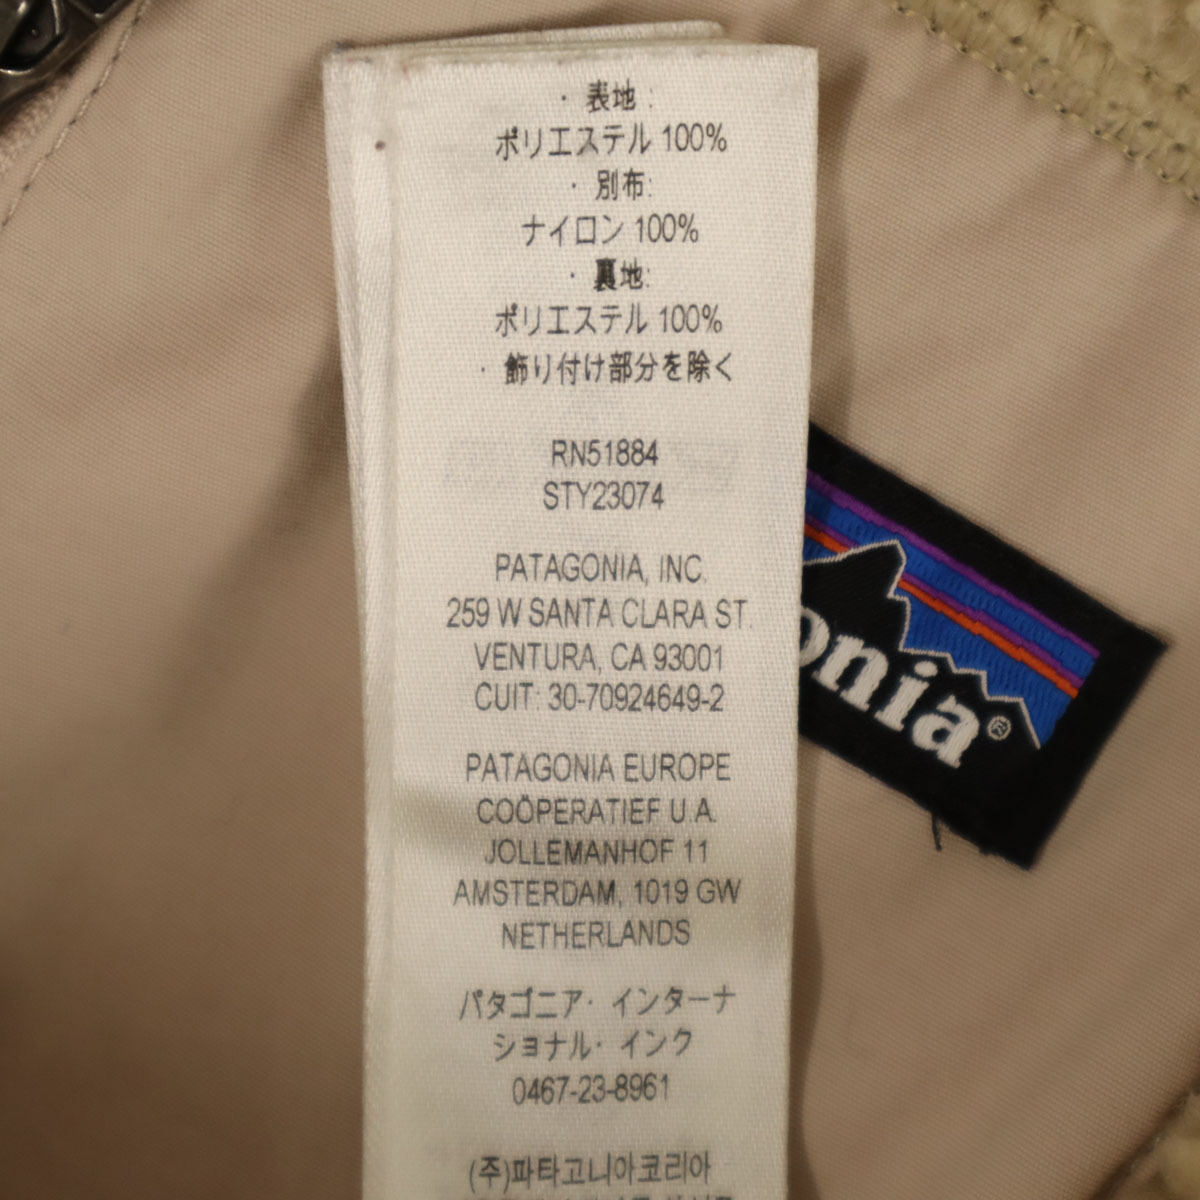 ・表地：
ポリエステル 100%
・別布:
ナイロン 100%
・裏地:
ポリエステル 100%
・飾り付け部分を除く
RN51884
STY23074
PATAGONIA, INC.
259 W SANTA CLARA ST.
VENTURA, CA 93001
CUIT: 30-70924649-2
PATAGONIA EUROPE
COÖPERATIEF U.A.
JOLLEMANHOF 11
AMSTERDAM, 1019 GW
NETHERLANDS
パタゴニア・インターナ
ショナル・インク
0467-23-8961
(주)파타고니아코리아
onia®